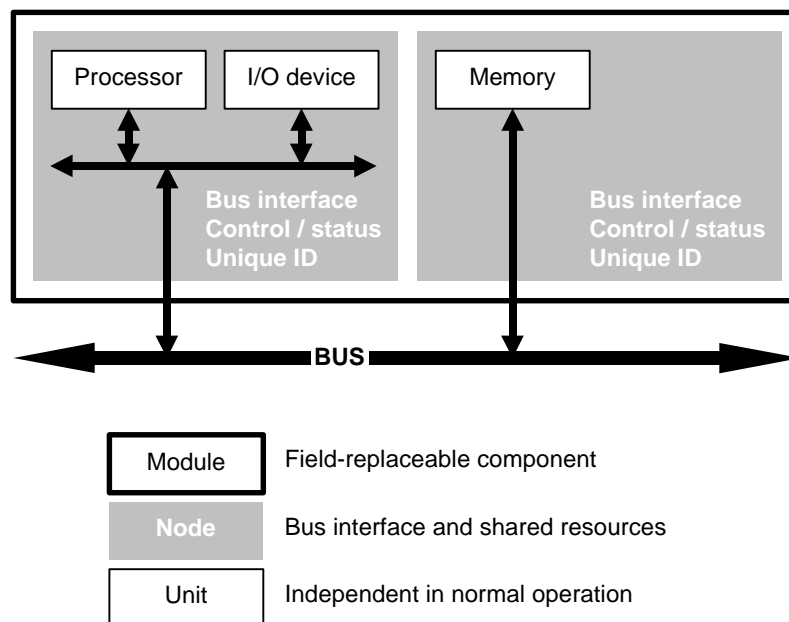 Processor
I/O device
Memory
Bus interface
Control / status
Unique ID
Bus interface
Control / status
Unique ID
BUS
Module
Field-replaceable component
Node
Bus interface and shared resources
Unit
Independent in normal operation